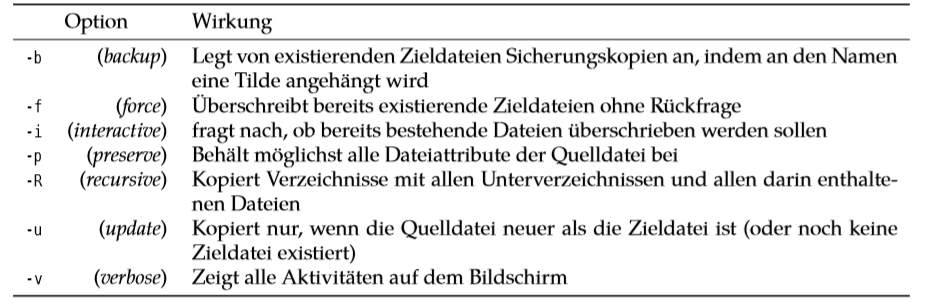 Option Wirkung
-b (backup) Legt von existierenden Zieldateien Sicherungskopien an, indem an den Namen
eine Tilde angehängt wird
-f (force) Überschreibt bereits existierende Zieldateien ohne Rückfrage
-i (interactive) fragt nach, ob bereits bestehende Dateien überschrieben werden sollen
-p (preserve) Behält möglichst alle Dateiattribute der Quelldatei bei
-R (recursive) Kopiert Verzeichnisse mit allen Unterverzeichnissen und allen darin enthalte-
nen Dateien
-u (update) Kopiert nur, wenn die Quelldatei neuer als die Zieldatei ist (oder noch keine
Zieldatei existiert)
-v (verbose) Zeigt alle Aktivitäten auf dem Bildschirm